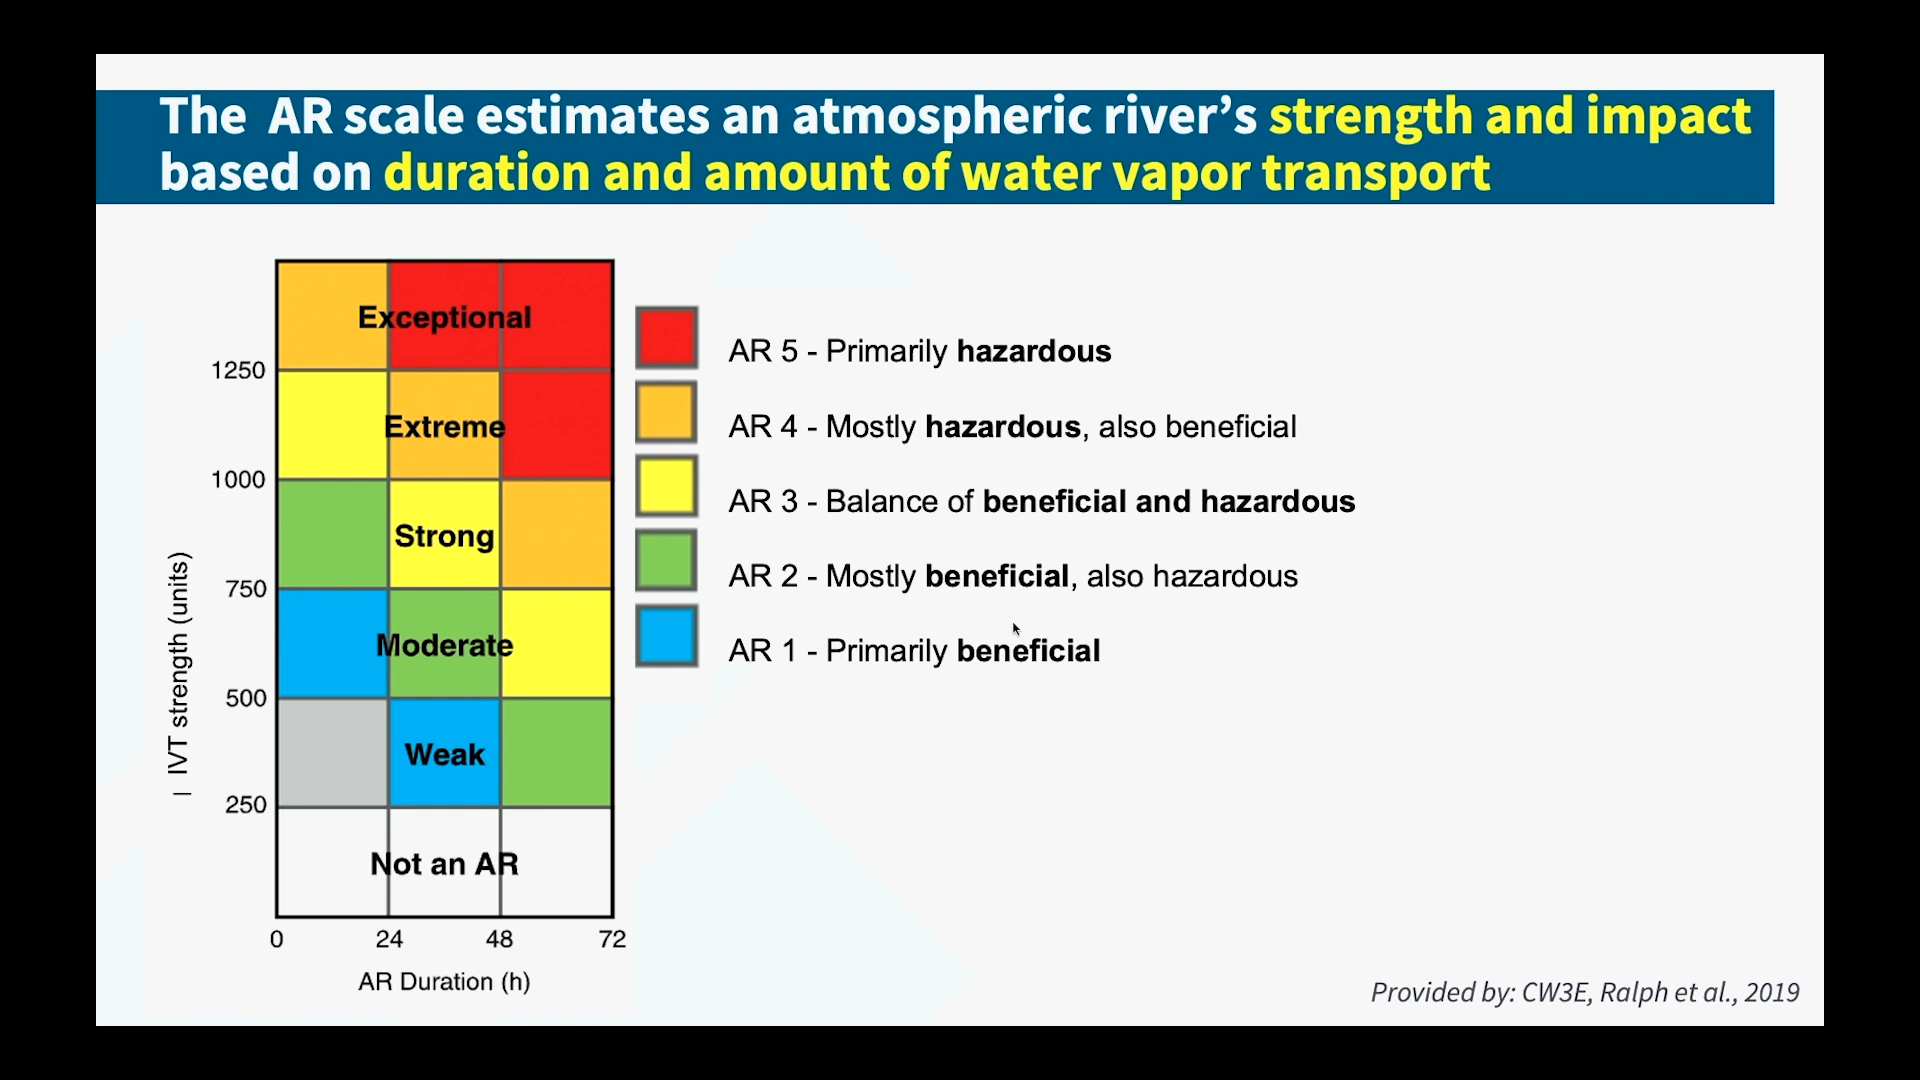 The AR scale estimates an atmospheric river's strength and impact
based on duration and amount of water vapor transport
Exceptional
1250
Extreme
1000
Strong
750
Moderate
500
Weak
250
Not an AR
0 24 48 72
AR Duration (h)
IVT strength (units)
AR 5 - Primarily hazardous
AR 4 - Mostly hazardous, also beneficial
AR 3 - Balance of beneficial and hazardous
AR 2 - Mostly beneficial, also hazardous
AR 1 - Primarily beneficial
Provided by: CW3E, Ralph et al., 2019